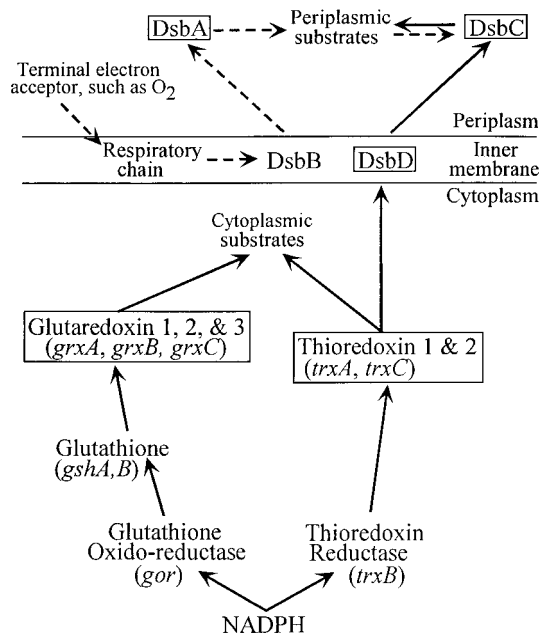 DsbA
Periplasmic
substrates
DsbC
Terminal electron
acceptor, such as O2
Periplasm
Respiratory
chain
DsbB
DsbD
Inner
membrane
Cytoplasm
Cytoplasmic
substrates
Glutaredoxin 1, 2, & 3
(grxA, grxB, grxC)
Thioredoxin 1 & 2
(trxA, trxC)
Glutathione
(gshA,B)
Glutathione
Oxido-reductase
(gor)
Thioredoxin
Reductase
(trxB)
NADPH